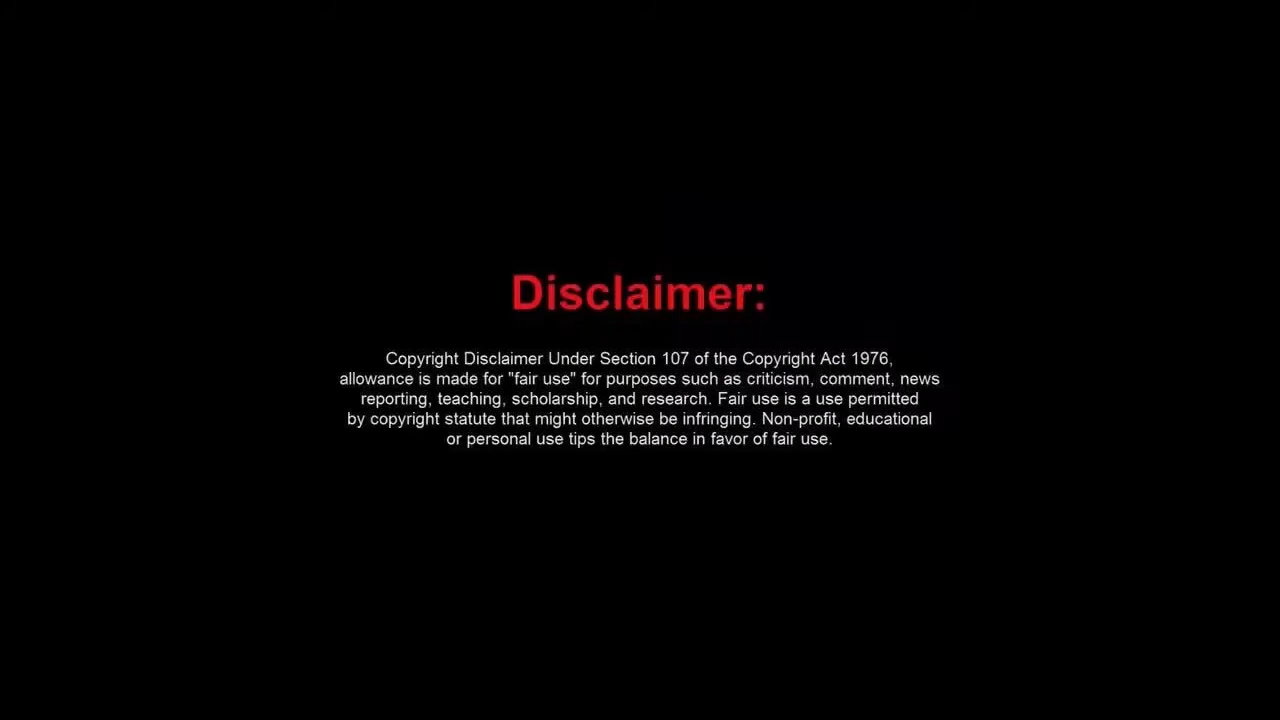 Disclaimer:
Copyright Disclaimer Under Section 107 of the Copyright Act 1976,
allowance is made for "fair use" for purposes such as criticism, comment, news
reporting, teaching, scholarship, and research. Fair use is a use permitted
by copyright statute that might otherwise be infringing. Non-profit, educational
or personal use tips the balance in favor of fair use.